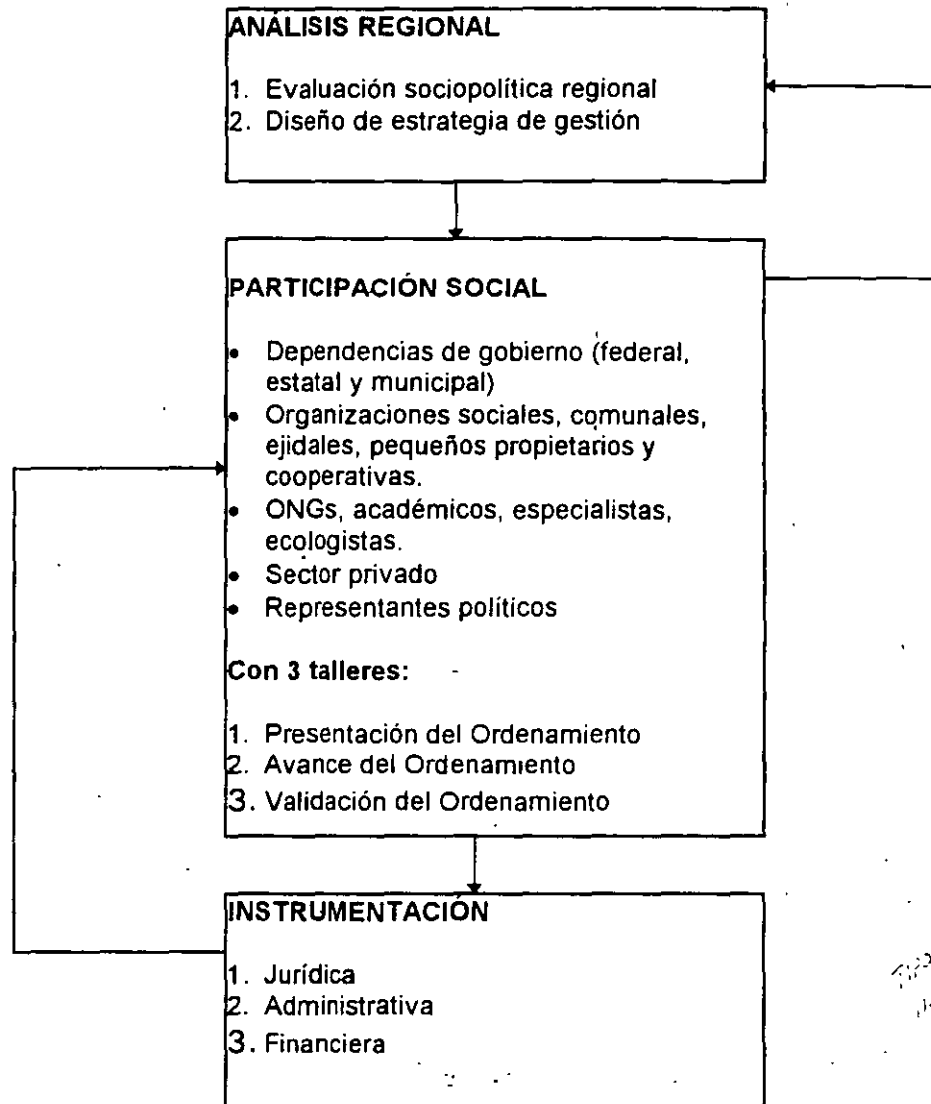 ANÁLISIS REGIONAL
1. Evaluación sociopolítica regional
2. Diseño de estrategia de gestión
PARTICIPACIÓN SOCIAL
• Dependencias de gobierno (federal,
estatal y municipal)
• Organizaciones sociales, comunales,
ejidales, pequeños propietarios y
cooperativas.
• ONGs, académicos, especialistas,
ecologistas.
• Sector privado
• Representantes políticos
Con 3 talleres:
1. Presentación del Ordenamiento
2. Avance del Ordenamiento
3. Validación del Ordenamiento
INSTRUMENTACIÓN
1. Jurídica
2. Administrativa
3. Financiera